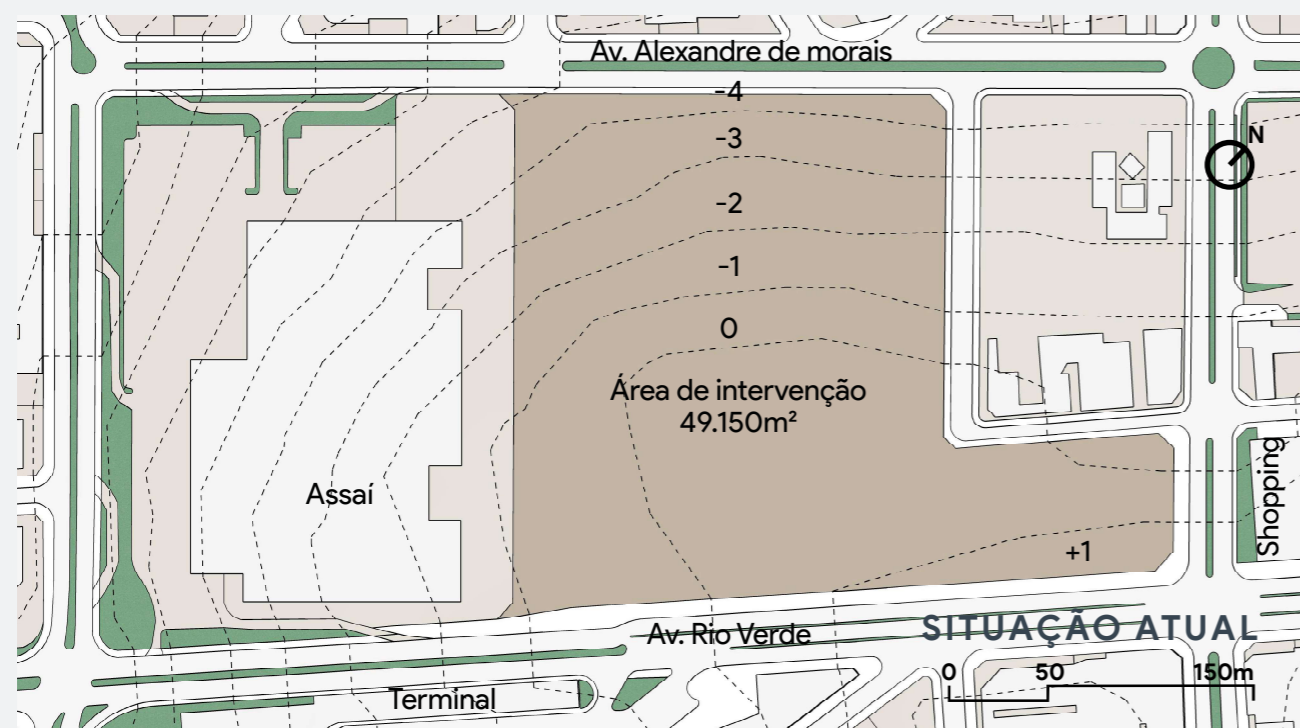 Av. Alexandre de morais
-4
-3
N
-2
-1
0
Área de intervenção
49.150m²
Assaí
Shopping
+1
Av. Rio Verde
SITUAÇÃO ATUAL
0 50 150m
Terminal